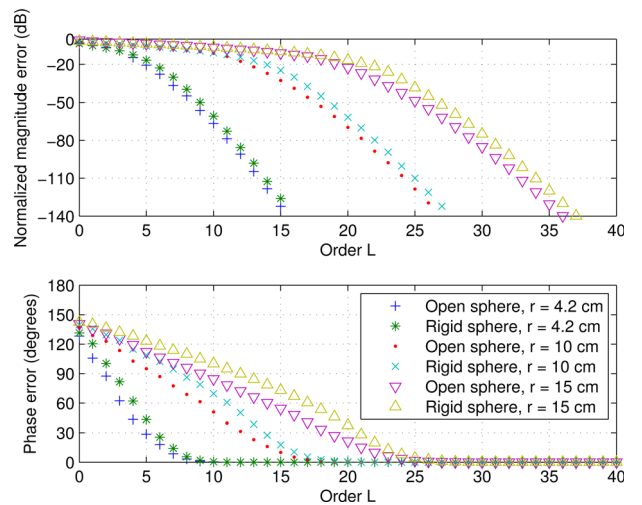 Normalized magnitude error (dB)
0
−20
−50
−80
−110
−140
0 5 10 15 20 25 30 35 40
Order L
Phase error (degrees)
180
150
120
90
60
30
0
0 5 10 15 20 25 30 35 40
Order L
Open sphere, r = 4.2 cm
Rigid sphere, r = 4.2 cm
Open sphere, r = 10 cm
Rigid sphere, r = 10 cm
Open sphere, r = 15 cm
Rigid sphere, r = 15 cm